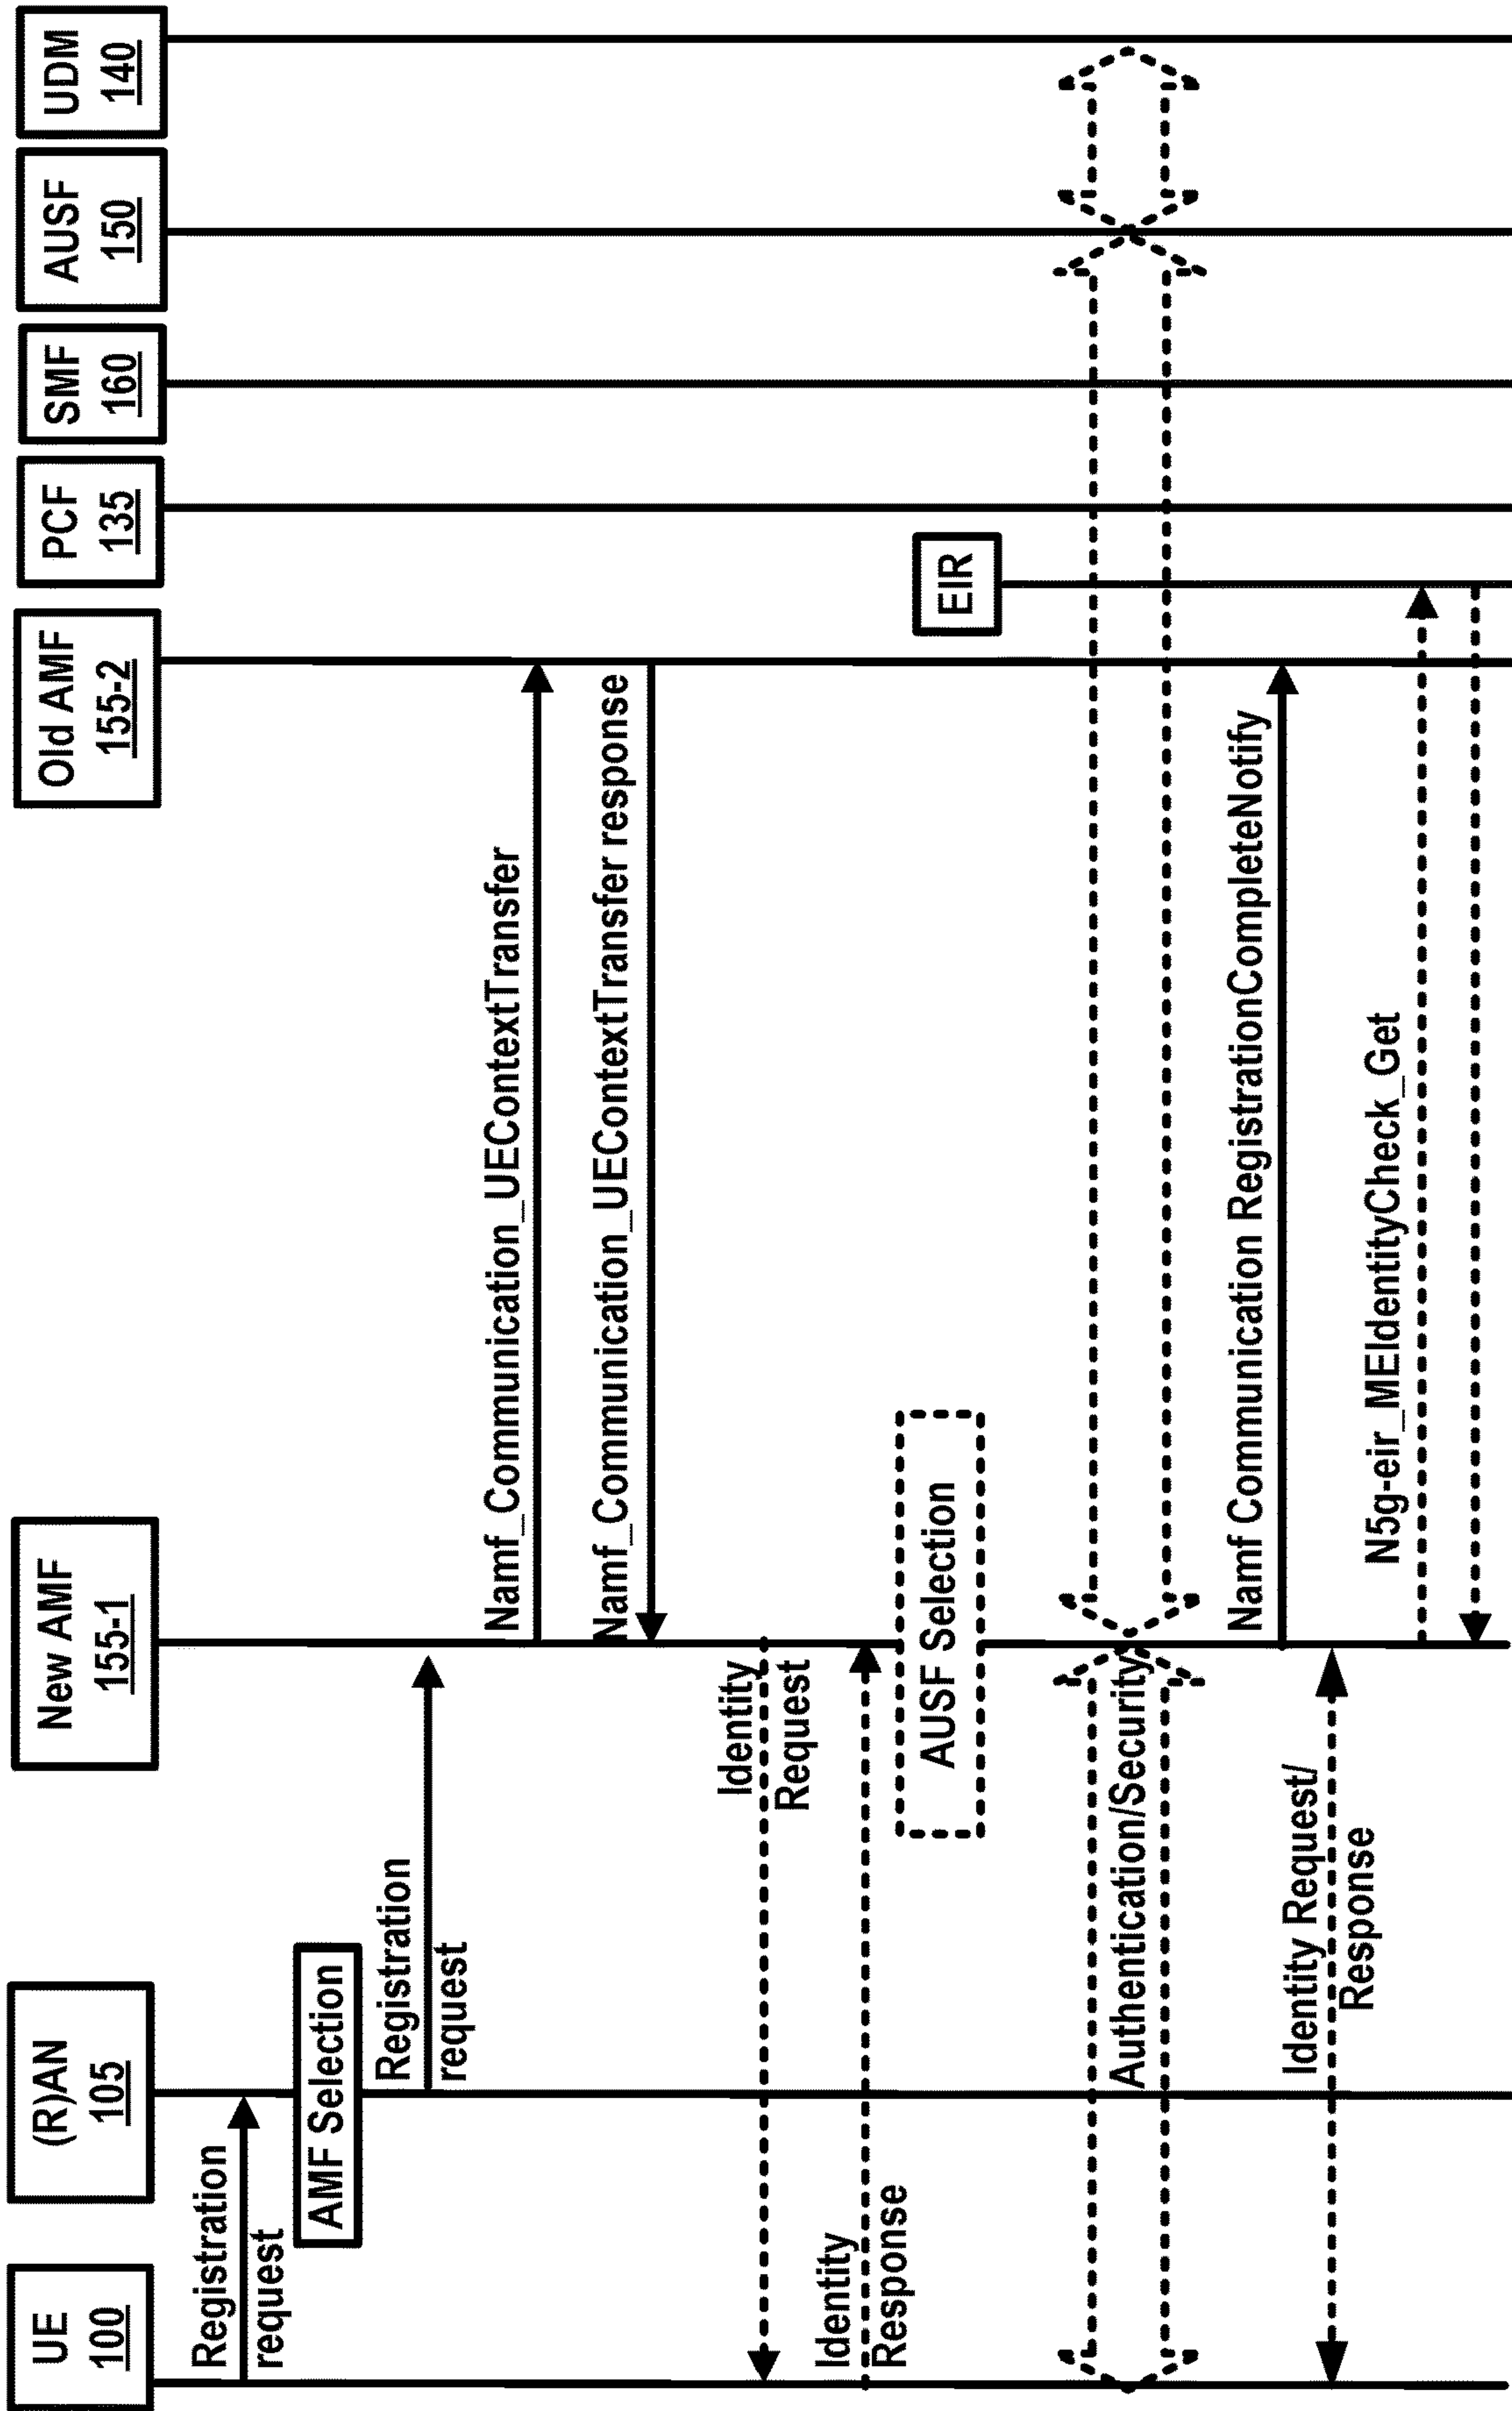 UE
100
(R)AN
105
New AMF
155-1
Old AMF
155-2
PCF
135
SMF
160
AUSF
150
UDM
140
Registration
request
AMF Selection
Registration
request
Namf_Communication_UEContextTransfer
Namf_Communication_UEContextTransfer response
Identity
Request
Identity
Response
AUSF Selection
EIR
Authentication/Security
Namf Communication RegistrationCompleteNotify
Identity Request/
Response
N5g-eir_MEIdentityCheck_Get